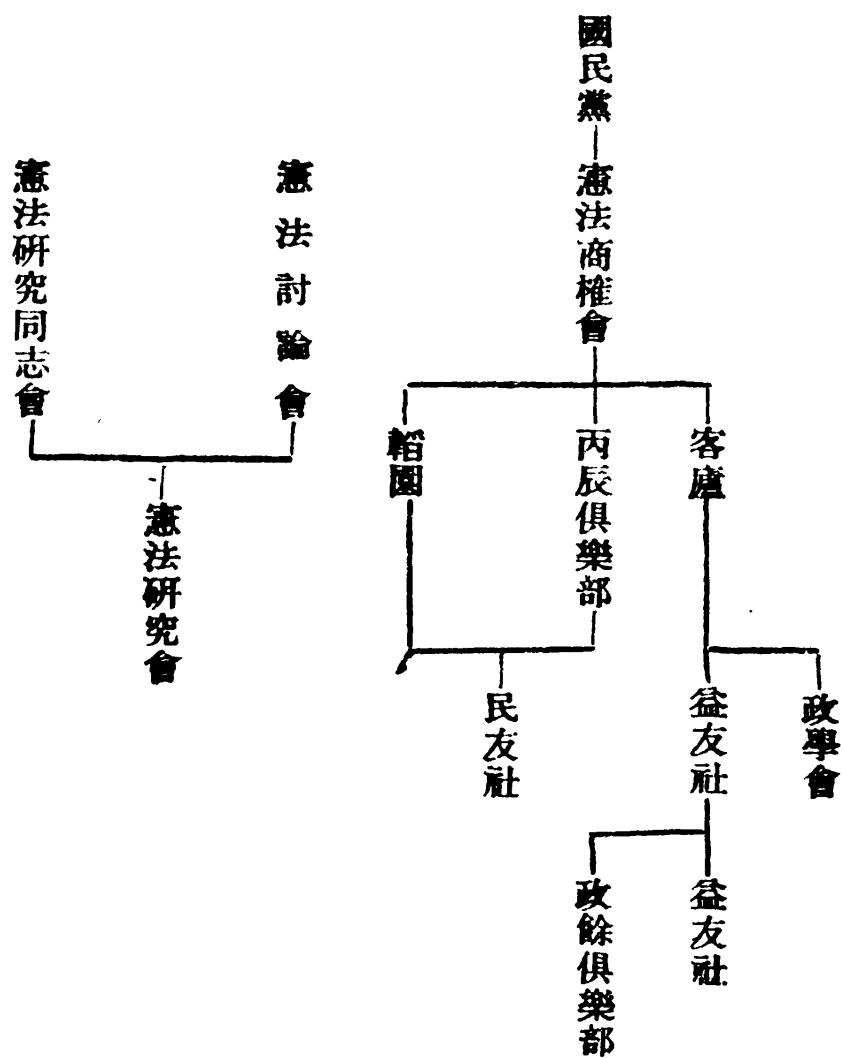 國民黨
憲法商榷會
客廬
丙辰俱樂部
韜園
政學會
益友社
民友社
益友社
政餘俱樂部
憲法討論會
憲法研究同志會
憲法研究會